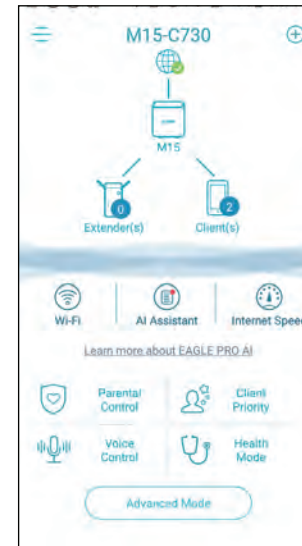 M15-C730
M15
0
2
Extender(s)
Client(s)
Wi-Fi
AI Assistant
Internet Speed
Learn more about EAGLE PRO AI
Parental
Control
Client
Priority
Voice
Control
Health
Mode
Advanced Mode